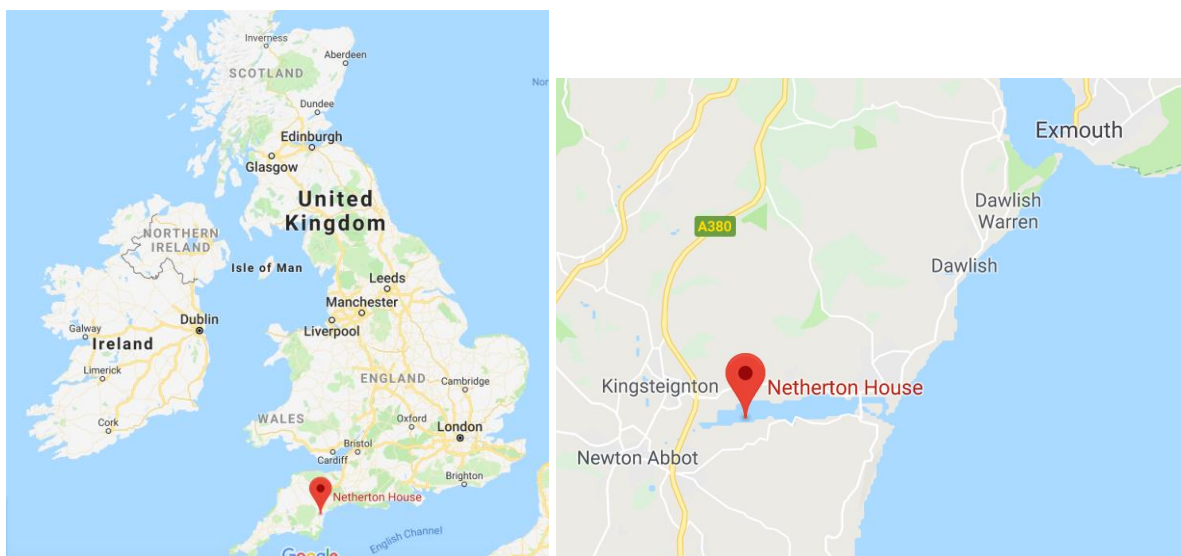 Inverness
Aberdeen
SCOTLAND
Dundee
Edinburgh
Glasgow
United
Kingdom
NORTHERN
IRELAND
Isle of Man
Leeds
Manchester
Dublin
Liverpool
Galway
Ireland
Limerick
ENGLAND
Cambridge
WALES
Cork
Oxford
London
Bristol
Cardiff
Brighton
Netherton House
English Channel
Google
Exmouth
Dawlish
Warren
A380
Dawlish
Kingsteignton
Netherton House
Newton Abbot